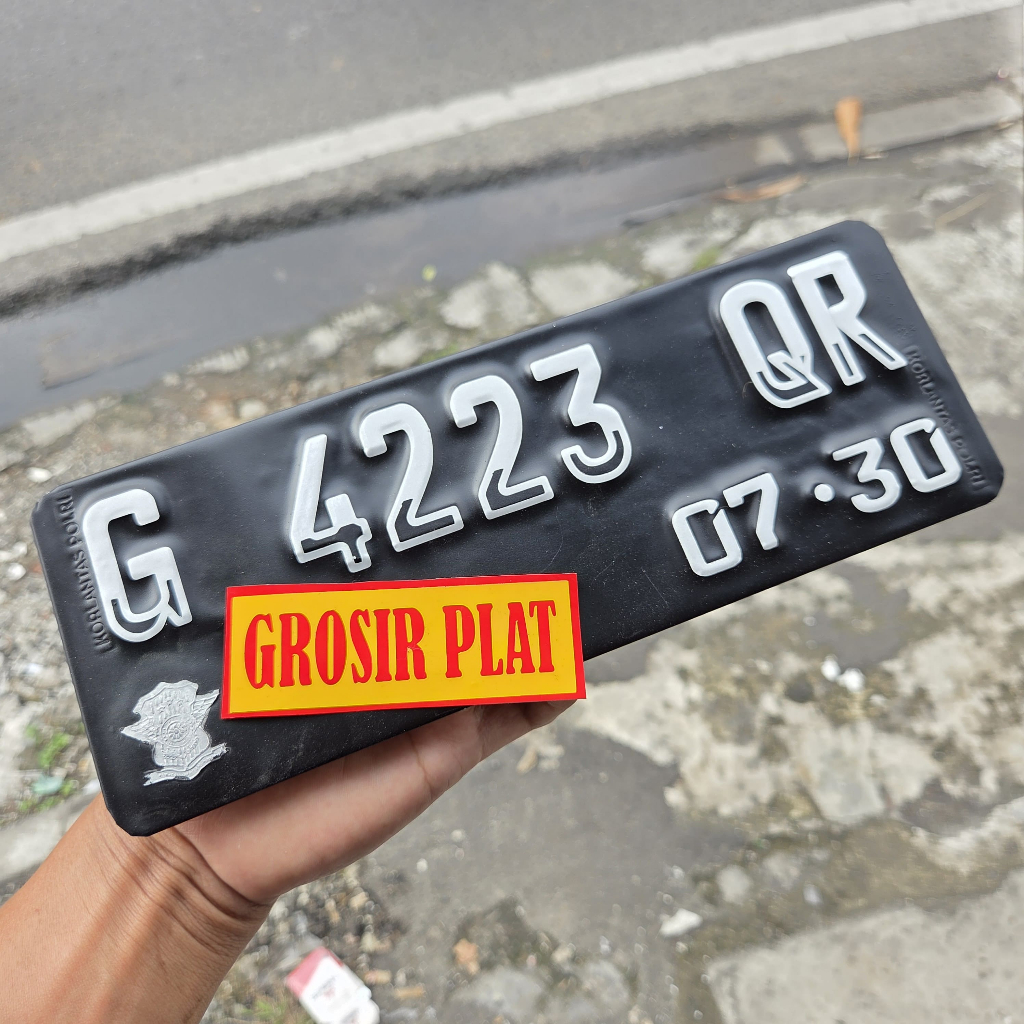 G 4223 QR
07·30
KORLANTAS POLRI
KORLANTAS POLRI
GROSIR PLAT